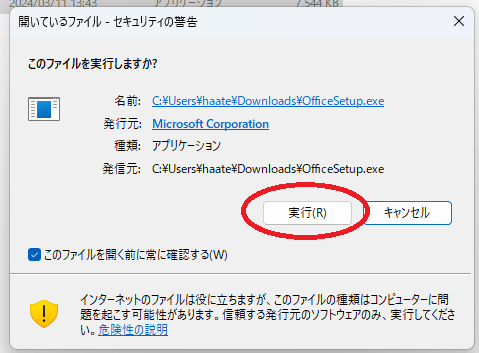 2024/03/11 13:43 アプリケーション 7,544 KB
開いているファイル - セキュリティの警告
このファイルを実行しますか?
名前: C:¥Users¥haate¥Downloads¥OfficeSetup.exe
発行元: Microsoft Corporation
種類: アプリケーション
発信元: C:¥Users¥haate¥Downloads¥OfficeSetup.exe
実行(R) キャンセル
このファイルを開く前に常に確認する(W)
インターネットのファイルは役に立ちますが、このファイルの種類はコンピューターに問
題を起こす可能性があります。信頼する発行元のソフトウェアのみ、実行してくださ
い。危険性の説明